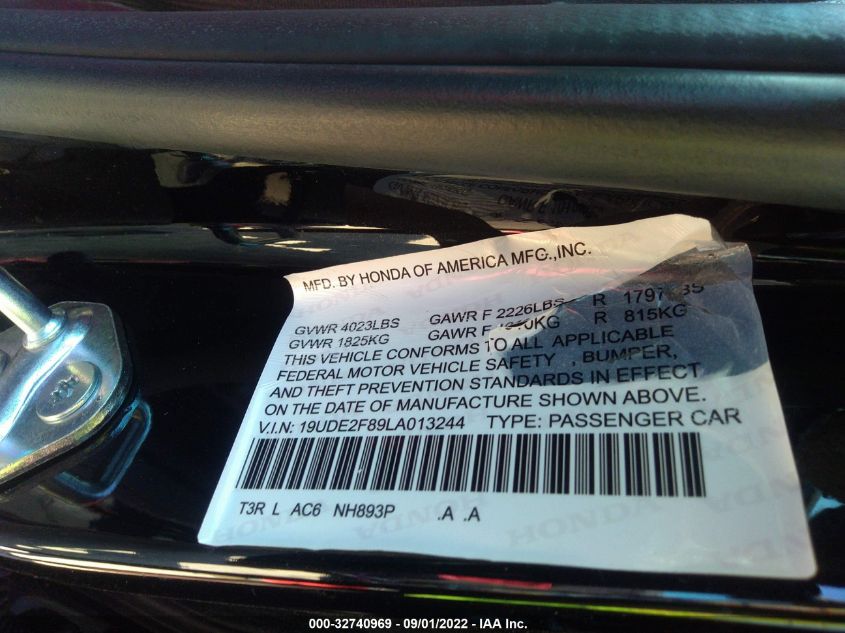 MFD. BY HONDA OF AMERICA MFG.,INC.
GVWR 4023LBS GAWR F 2226LBS R
GVWR 1825KG GAWR F R 815KG
THIS VEHICLE CONFORMS TO ALL APPLICABLE
FEDERAL MOTOR VEHICLE SAFETY , BUMPER,
AND THEFT PREVENTION STANDARDS IN EFFECT
ON THE DATE OF MANUFACTURE SHOWN ABOVE.
V.I.N: 19UDE2F89LA013244 TYPE: PASSENGER CAR
T3R L AC6 NH893P .A .A
HONDA
000-32740969 - 09/01/2022 - IAA Inc.